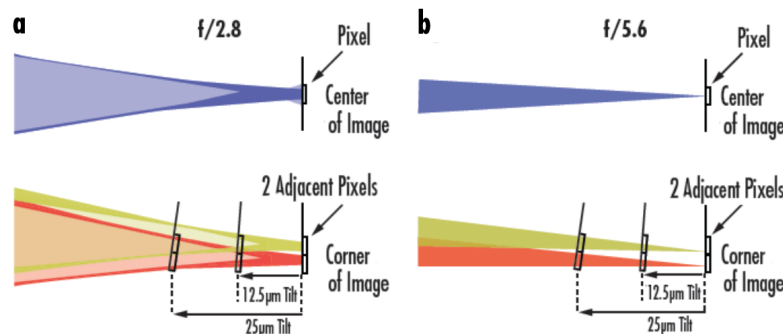 a
f/2.8
Pixel
Center
of Image
2 Adjacent Pixels
Corner
of Image
12.5µm Tilt
25µm Tilt
b
f/5.6
Pixel
Center
of Image
2 Adjacent Pixels
Corner
of Image
12.5µm Tilt
25µm Tilt